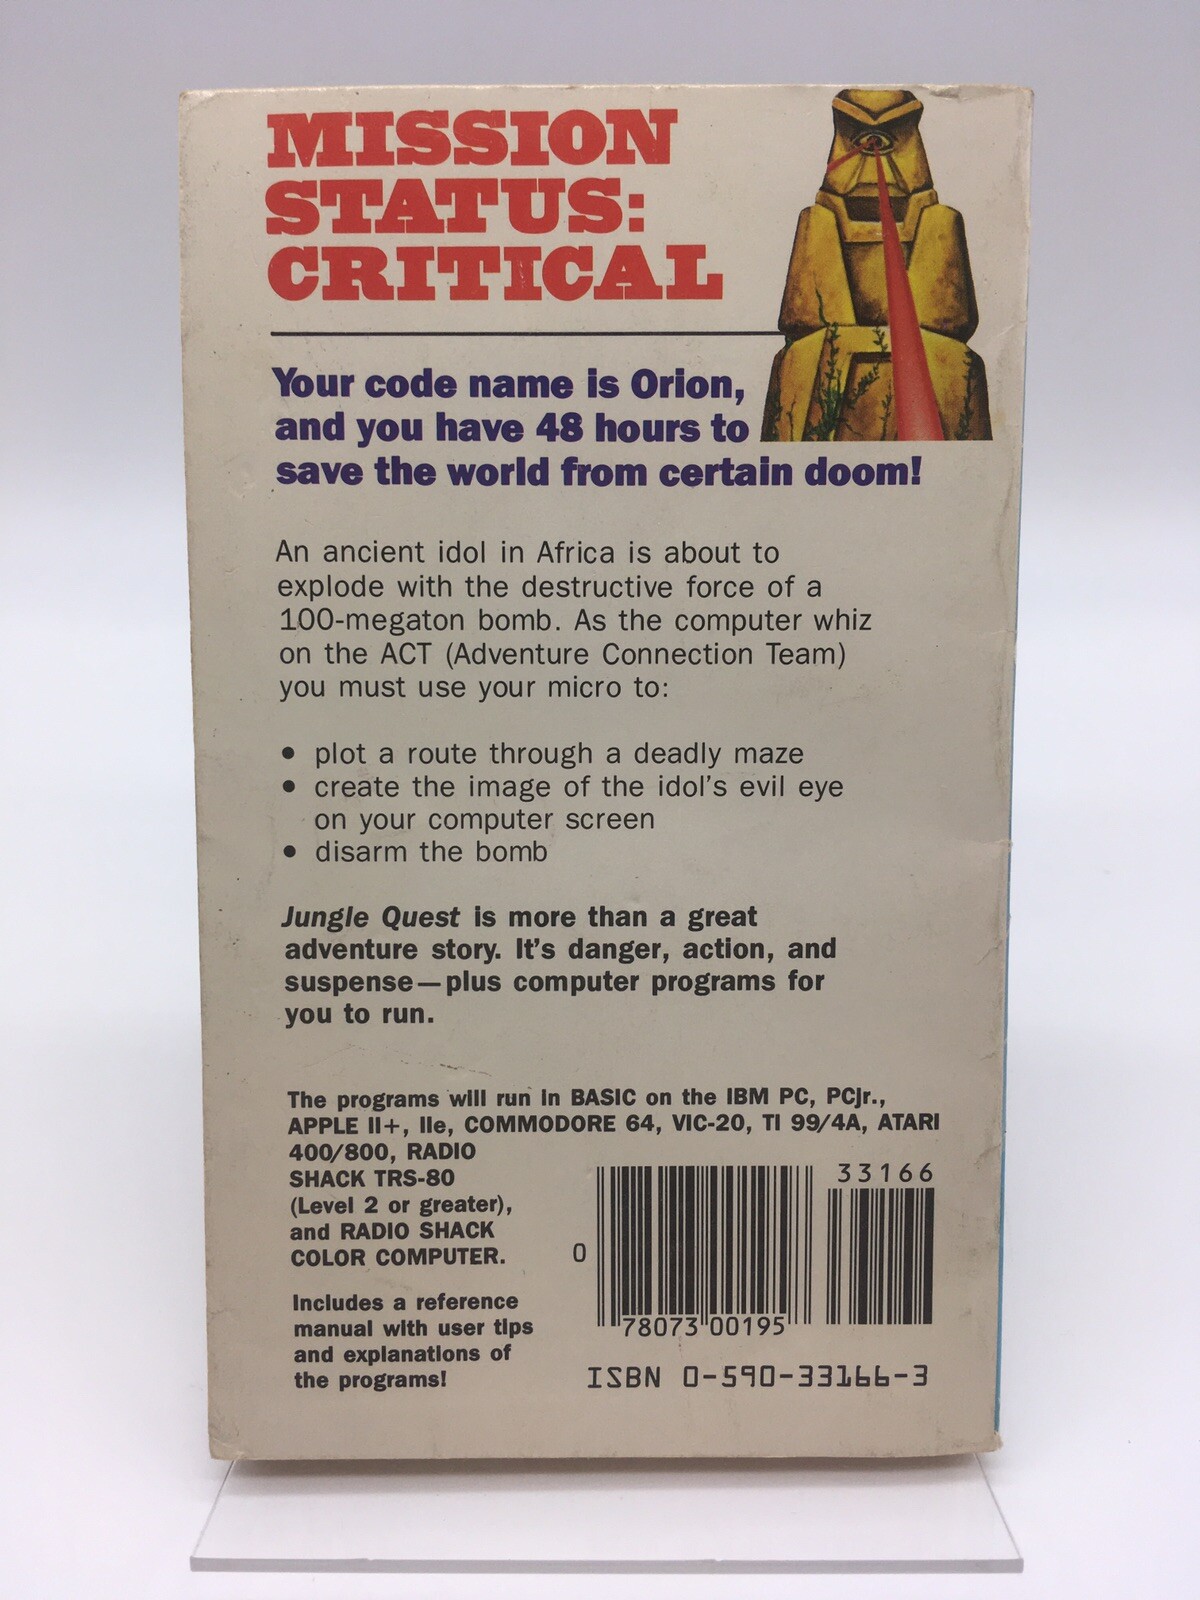 MISSION
STATUS:
CRITICAL
Your code name is Orion,
and you have 48 hours to
save the world from certain doom!
An ancient idol in Africa is about to
explode with the destructive force of a
100-megaton bomb. As the computer whiz
on the ACT (Adventure Connection Team)
you must use your micro to:
• plot a route through a deadly maze
• create the image of the idol's evil eye
on your computer screen
• disarm the bomb
Jungle Quest is more than a great
adventure story. It's danger, action, and
suspense—plus computer programs for
you to run.
The programs will run in BASIC on the IBM PC, PCjr.,
APPLE II+, IIe, COMMODORE 64, VIC-20, TI 99/4A, ATARI
400/800, RADIO
SHACK TRS-80
(Level 2 or greater),
and RADIO SHACK
COLOR COMPUTER.
Includes a reference
manual with user tips
and explanations of
the programs!
33166
0
78073 00195
ISBN 0-590-33166-3